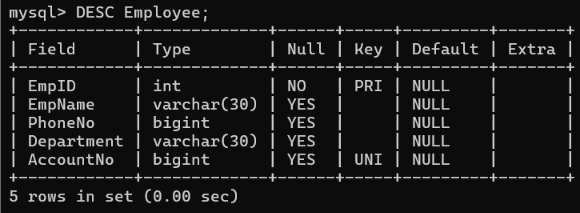 mysql> DESC Employee;
+------------+-------------+------+-----+---------+-------+
| Field      | Type        | Null | Key | Default | Extra |
+------------+-------------+------+-----+---------+-------+
| EmpID      | int         | NO   | PRI | NULL    |       |
| EmpName    | varchar(30) | YES  |     | NULL    |       |
| PhoneNo    | bigint      | YES  |     | NULL    |       |
| Department | varchar(30) | YES  |     | NULL    |       |
| AccountNo  | bigint      | YES  | UNI | NULL    |       |
+------------+-------------+------+-----+---------+-------+
5 rows in set (0.00 sec)